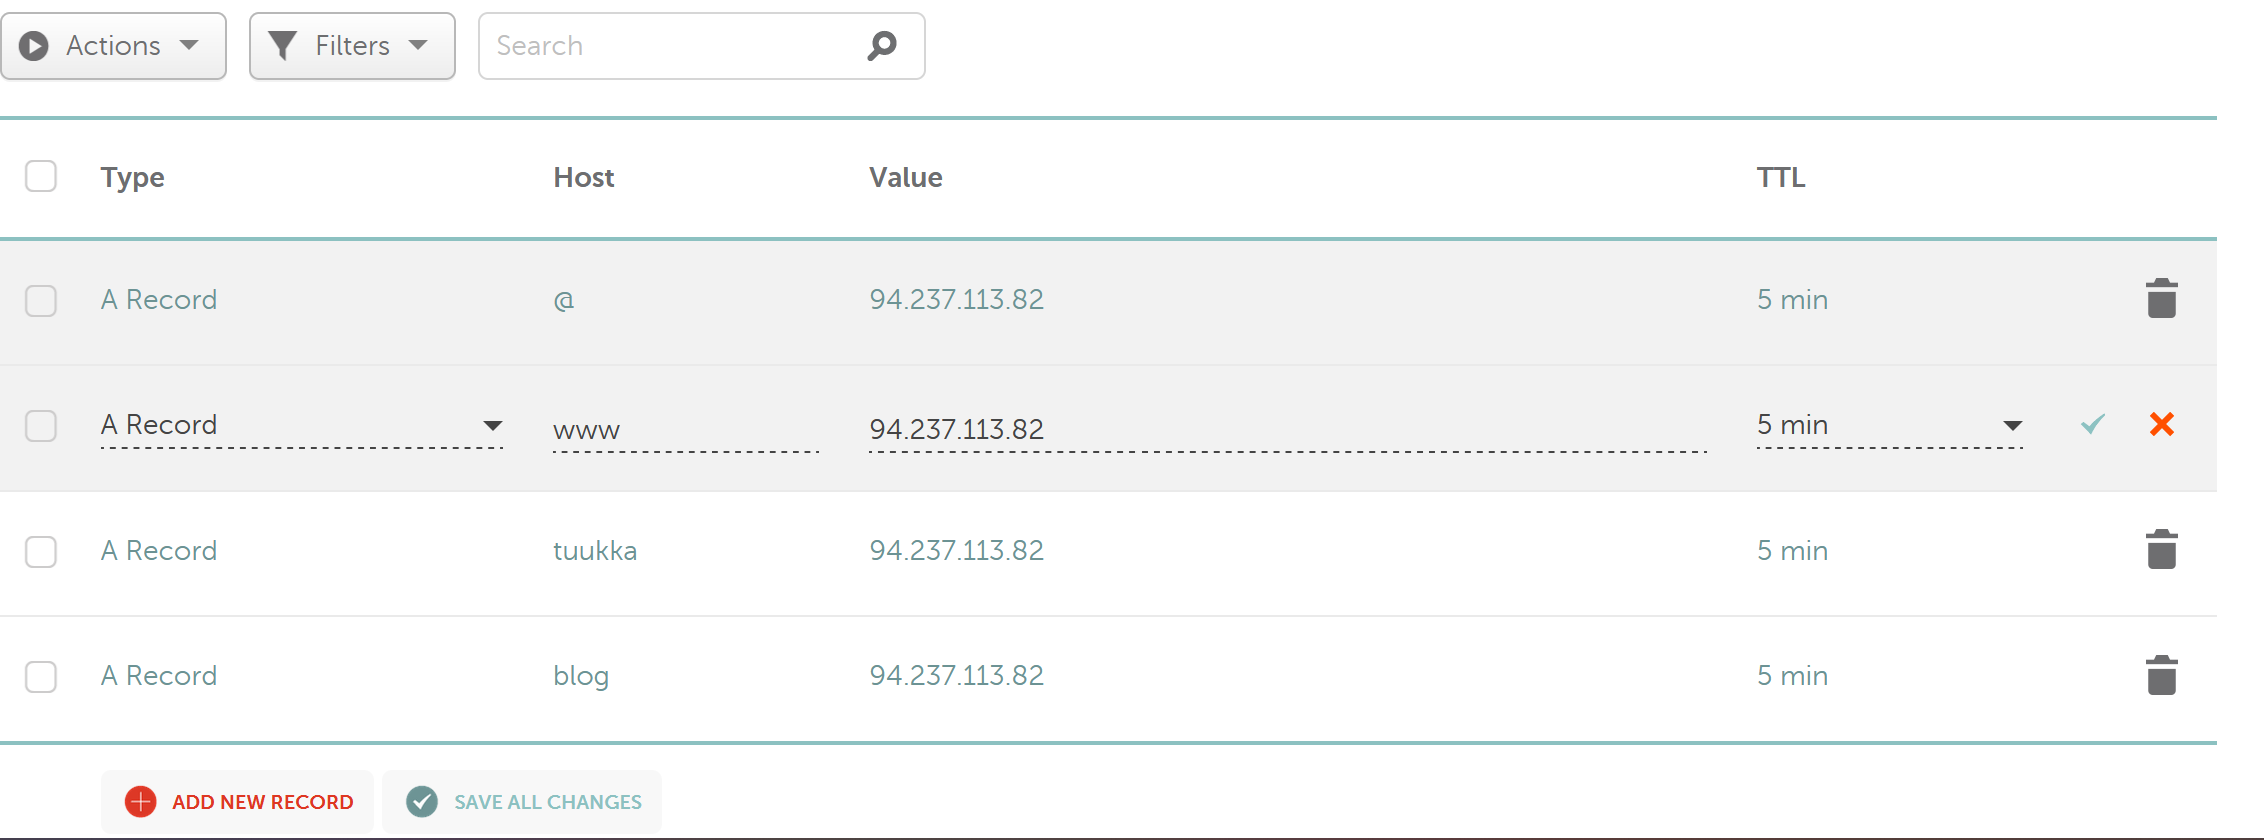 Actions Filters Search
Type Host Value TTL
A Record @ 94.237.113.82 5 min
A Record www 94.237.113.82 5 min
A Record tuukka 94.237.113.82 5 min
A Record blog 94.237.113.82 5 min
ADD NEW RECORD SAVE ALL CHANGES